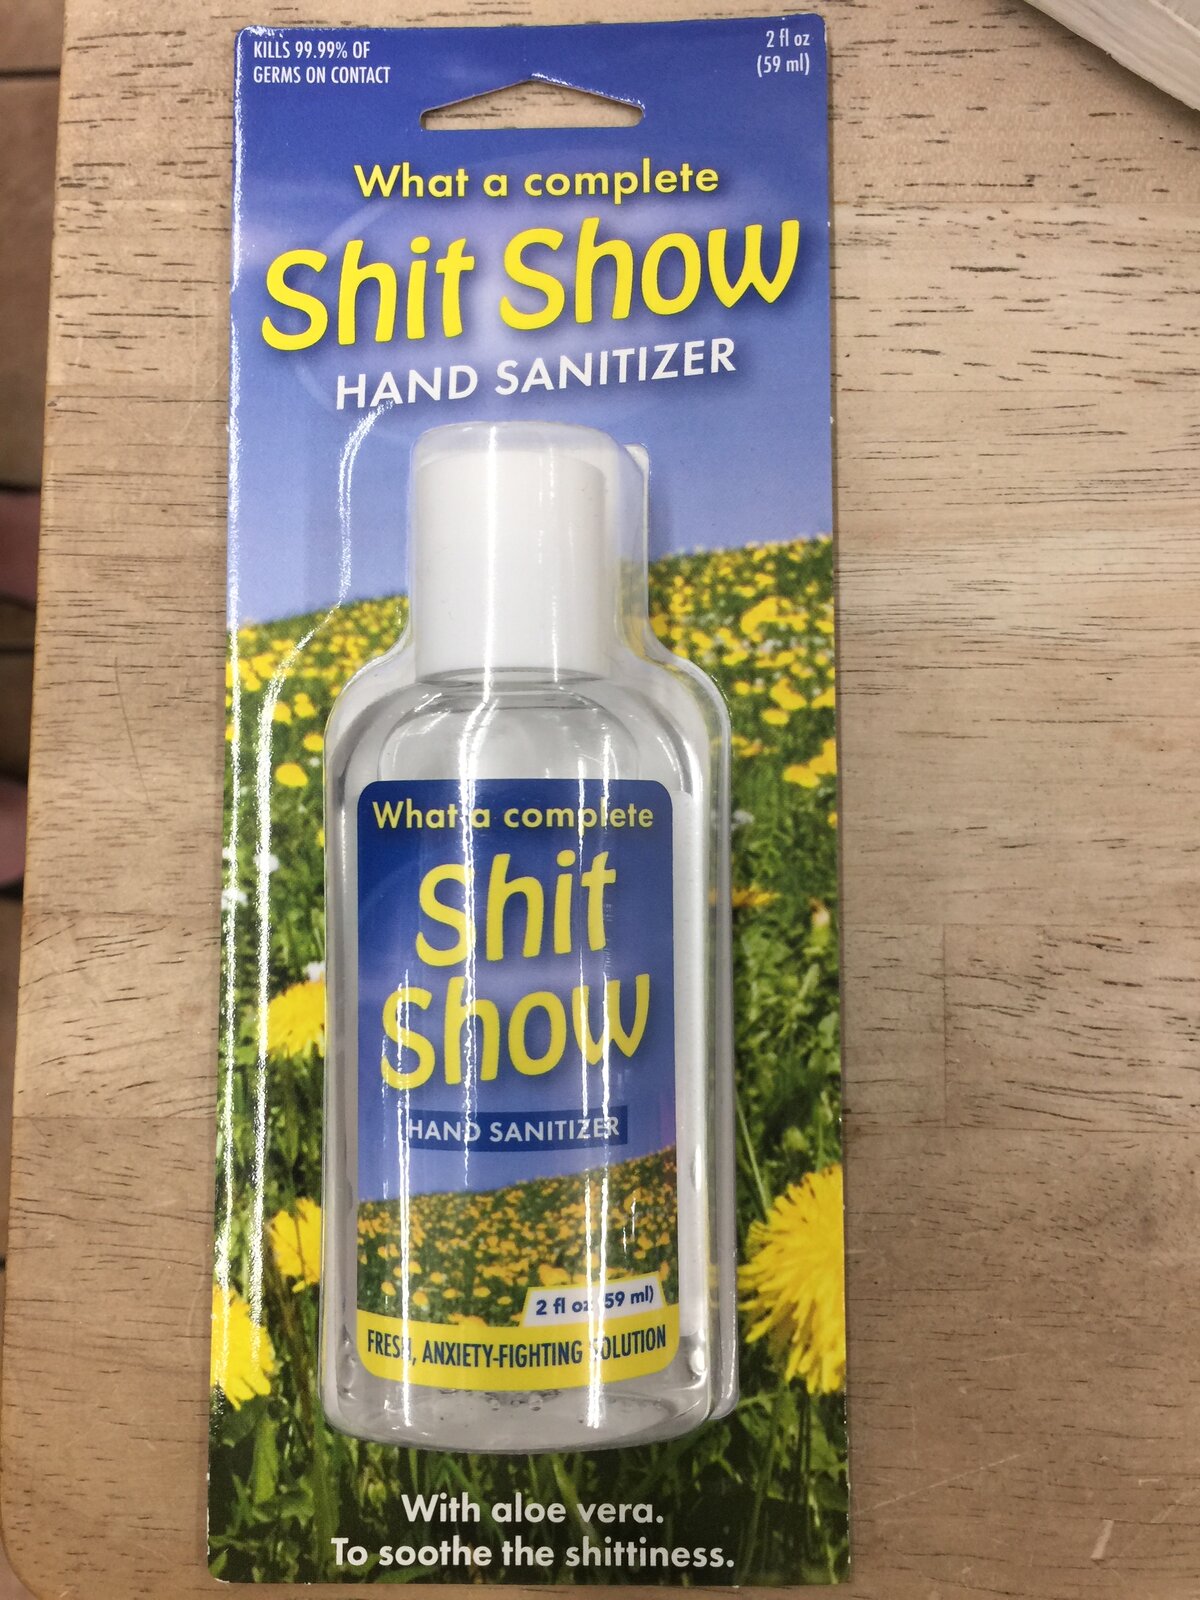 KILLS 99.99% OF
GERMS ON CONTACT
2 fl oz
(59 ml)
What a complete
Shit Show
HAND SANITIZER
What a complete
Shit
Show
HAND SANITIZER
2 fl oz (59 ml)
FRESH, ANXIETY-FIGHTING SOLUTION
With aloe vera.
To soothe the shittiness.